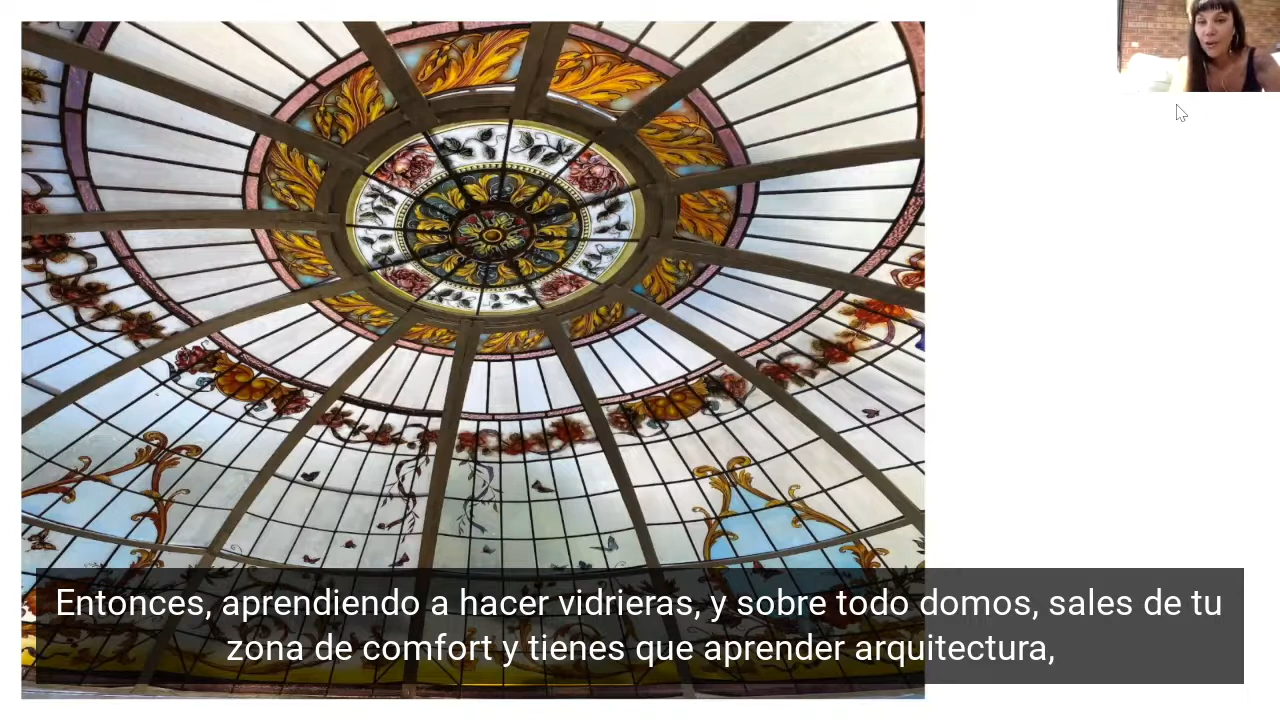 Entonces, aprendiendo a hacer vidrieras, y sobre todo domos, sales de tu
zona de comfort y tienes que aprender arquitectura,